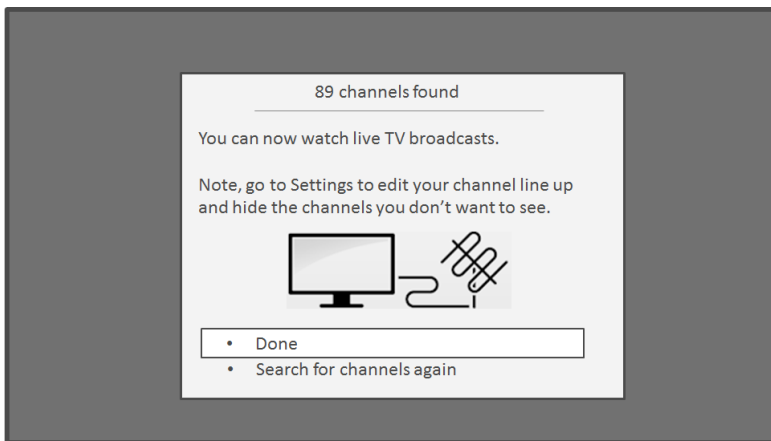 89 channels found
You can now watch live TV broadcasts.
Note, go to Settings to edit your channel line up
and hide the channels you don’t want to see.
• Done
• Search for channels again